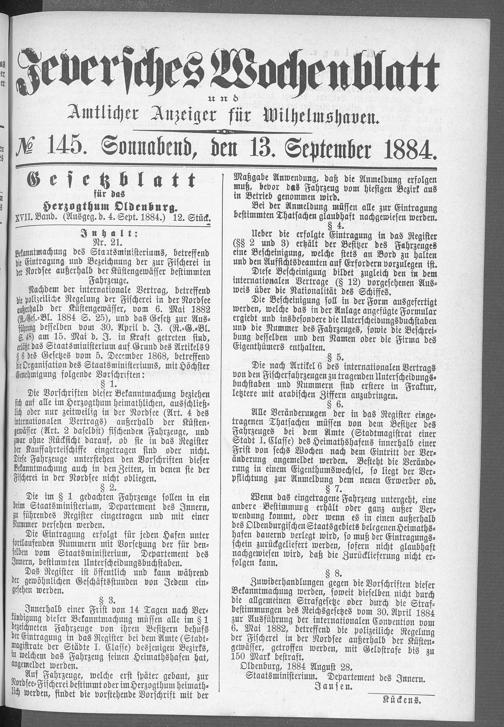 Jeversches Wochenblatt
und
Amtlicher Anzeiger für Wilhelmshaven.
№ 145. Sonnabend, den 13. September 1884.
Gesetzblatt
für das
Herzogthum Oldenburg.
XVII. Band. (Ausgeg. d. 4. Sept. 1884.) 12. Stück.
Inhalt:
Nr. 21.
Bekanntmachung des Staatsministeriums, betreffend
die Eintragung und Bezeichnung der zur Fischerei in
der Nordsee außerhalb der Küstengewässer bestimmten
Fahrzeuge.
Nachdem der internationale Vertrag, betreffend
die polizeiliche Regelung der Fischerei in der Nordsee
außerhalb der Küstengewässer, vom 6. Mai 1882
(R.-Ges.-Bl. 1884 S. 25), und das Gesetz zur Aus-
führung desselben vom 30. April d. J. (R.-G.-Bl.
S. 48) am 15. Mai d. J. in Kraft getreten sind,
erläßt das Staatsministerium auf Grund des Artikels 9
§ 8 des Gesetzes vom 5. December 1868, betreffend
die Organisation des Staatsministeriums, mit Höchster
Genehmigung folgende Vorschriften:
§ 1.
Die Vorschriften dieser Bekanntmachung beziehen
sich auf alle im Herzogthum heimathlichen, ausschließ-
lich oder nur zeitweilig in der Nordsee (Art. 4 des
internationalen Vertrags) außerhalb der Küsten-
gewässer (Art. 2 daselbst) fischenden Fahrzeuge, und
zwar ohne Rücksicht darauf, ob sie in das Register
der Kauffahrteischiffe eingetragen sind oder nicht.
Diese Fahrzeuge unterstehen den Vorschriften dieser
Bekanntmachung auch in den Zeiten, in denen sie der
Fischerei in der Nordsee nicht obliegen.
§ 2.
Die im § 1 gedachten Fahrzeuge sollen in ein
beim Staatsministerium, Departement des Innern,
zu führendes Register eingetragen und mit einer
Nummer versehen werden.
Die Eintragung erfolgt für jeden Hafen unter
fortlaufenden Nummern mit Vorsetzung der für den-
selben vom Staatsministerium, Departement des
Innern, bestimmten Unterscheidungsbuchstaben.
Das Register ist öffentlich und kann während
der gewöhnlichen Geschäftsstunden von Jedem ein-
gesehen werden.
§ 3.
Innerhalb einer Frist von 14 Tagen nach Ver-
kündigung dieser Bekanntmachung müssen alle im § 1
bezeichneten Fahrzeuge von ihren Besitzern behufs
der Eintragung in das Register bei dem Amte (Stadt-
magistrate der Städte I. Classe) desjenigen Bezirks,
in welchem das Fahrzeug seinen Heimathshafen hat,
angemeldet werden.
Auf Fahrzeuge, welche erst später gebaut, zur
Nordsee-Fischerei bestimmt oder im Herzogthum heimath-
lich werden, findet die vorstehende Vorschrift mit der
Maßgabe Anwendung, daß die Anmeldung erfolgen
muß, bevor das Fahrzeug vom hiesigen Bezirk aus
in Betrieb genommen wird.
Bei der Anmeldung müssen alle zur Eintragung
bestimmten Thatsachen glaubhaft nachgewiesen werden.
§ 4.
Ueber die erfolgte Eintragung in das Register
(§§ 2 und 3) erhält der Besitzer des Fahrzeuges
eine Bescheinigung, welche stets an Bord zu halten
und den Aufsichtsbeamten auf Erfordern vorzulegen ist.
Diese Bescheinigung bildet zugleich den in dem
internationalen Vertrage (§ 12) vorgesehenen Aus-
weis über die Nationalität des Schiffes.
Die Bescheinigung soll in der Form ausgefertigt
werden, welche das in der Anlage angefügte Formular
ergiebt und insbesondere die Unterscheidungsbuchstaben
und die Nummer des Fahrzeuges, sowie die Beschrei-
bung desselben und den Namen oder die Firma des
Eigenthümers enthalten.
§ 5.
Die nach Artikel 6 des internationalen Vertrags
von den Fischerfahrzeugen zu tragenden Unterscheidungs-
buchstaben und Nummern sind erstere in Fraktur,
letztere mit arabischen Ziffern anzubringen.
§ 6.
Alle Veränderungen der in das Register einge-
tragenen Thatsachen müssen von dem Besitzer des
Fahrzeuges bei dem Amte (Stadtmagistrat einer
Stadt I. Classe) des Heimathshafens innerhalb einer
Frist von sechs Wochen nach dem Eintritt der Ver-
änderung angemeldet werden. Besteht die Verände-
rung in einem Eigenthumswechsel, so liegt der Ver-
pflichtung zur Anmeldung dem neuen Erwerber ob.
§ 7.
Wenn das eingetragene Fahrzeug untergeht, eine
andere Bestimmung erhält oder ganz außer Ver-
wendung kommt, oder wenn es in einen außerhalb
des Oldenburgischen Staatsgebiets belegenen Heimaths-
hafen dauernd verlegt wird, so muß der Eintragungs-
schein zurückgeliefert werden, sofern nicht glaubhaft
nachgewiesen wird, daß die Zurücklieferung nicht er-
folgen kann.
§ 8.
Zuwiderhandlungen gegen die Vorschriften dieser
Bekanntmachung werden, soweit dieselben nicht durch
die allgemeinen Strafgesetze oder durch die Straf-
bestimmungen des Reichsgesetzes vom 30. April 1884
zur Ausführung der internationalen Convention vom
6. Mai 1882, betreffend die polizeiliche Regelung
der Fischerei in der Nordsee außerhalb der Küsten-
gewässer, betroffen werden, mit Geldstrafe bis zu
150 Mark bestraft.
Oldenburg, 1884 August 28.
Staatsministerium. Departement des Innern.
Jansen.
Rückens.